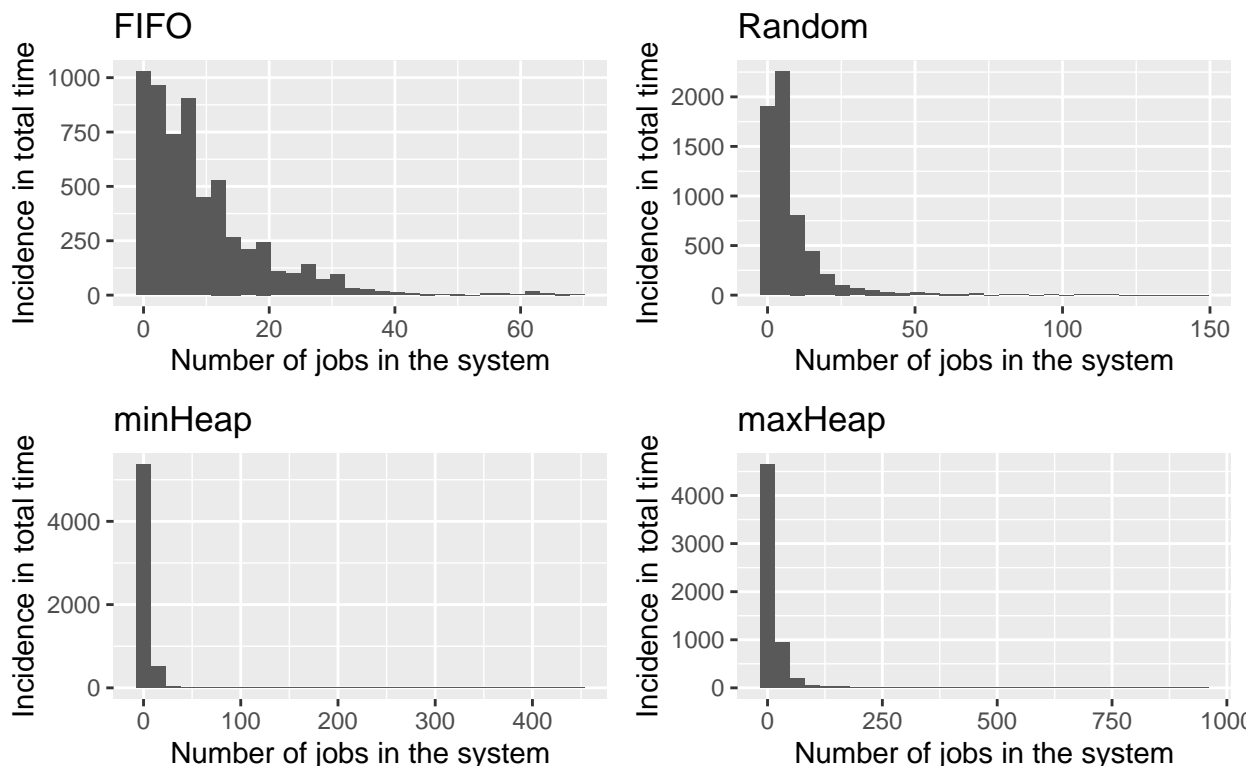 FIFO
Incidence in total time
1000
750
500
250
0
0 20 40 60
Number of jobs in the system
Random
Incidence in total time
2000
1500
1000
500
0
0 50 100 150
Number of jobs in the system
minHeap
Incidence in total time
4000
2000
0
0 100 200 300 400
Number of jobs in the system
maxHeap
Incidence in total time
4000
3000
2000
1000
0
0 250 500 750 1000
Number of jobs in the system